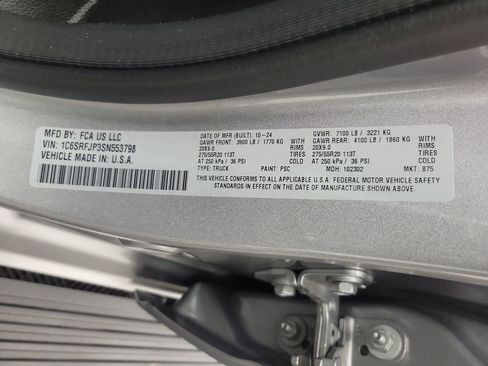 MFD BY: FCA US LLC
VIN: 1C6SRFJP3SN553798
VEHICLE MADE IN U.S.A.
DATE OF MFR (BUILT): 10-24 GVWR: 7100 LB / 3221 KG
GAWR FRONT: 3900 LB / 1770 KG WITH GAWR REAR: 4100 LB / 1860 KG WITH
20X9.0 RIMS 20X9.0 RIMS
275/55R20 113T TIRES 275/55R20 113T TIRES
AT 250 kPa / 36 PSI AT 250 kPa / 36 PSI
TYPE: TRUCK PAINT: PSC MDH: 102302 MKT: 875
THIS VEHICLE CONFORMS TO ALL APPLICABLE U.S.A. FEDERAL MOTOR VEHICLE SAFETY
STANDARDS IN EFFECT ON THE DATE OF MANUFACTURE SHOWN ABOVE.